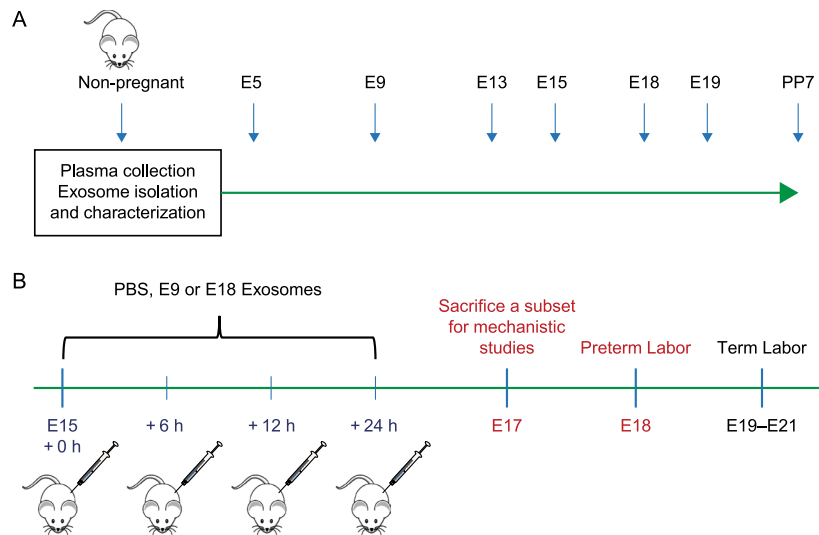 A
Non-pregnant E5 E9 E13 E15 E18 E19 PP7
Plasma collection
Exosome isolation
and characterization
B
PBS, E9 or E18 Exosomes
Sacrifice a subset
for mechanistic
studies
Preterm Labor
Term Labor
E15
+ 0 h
+ 6 h
+ 12 h
+ 24 h
E17
E18
E19–E21